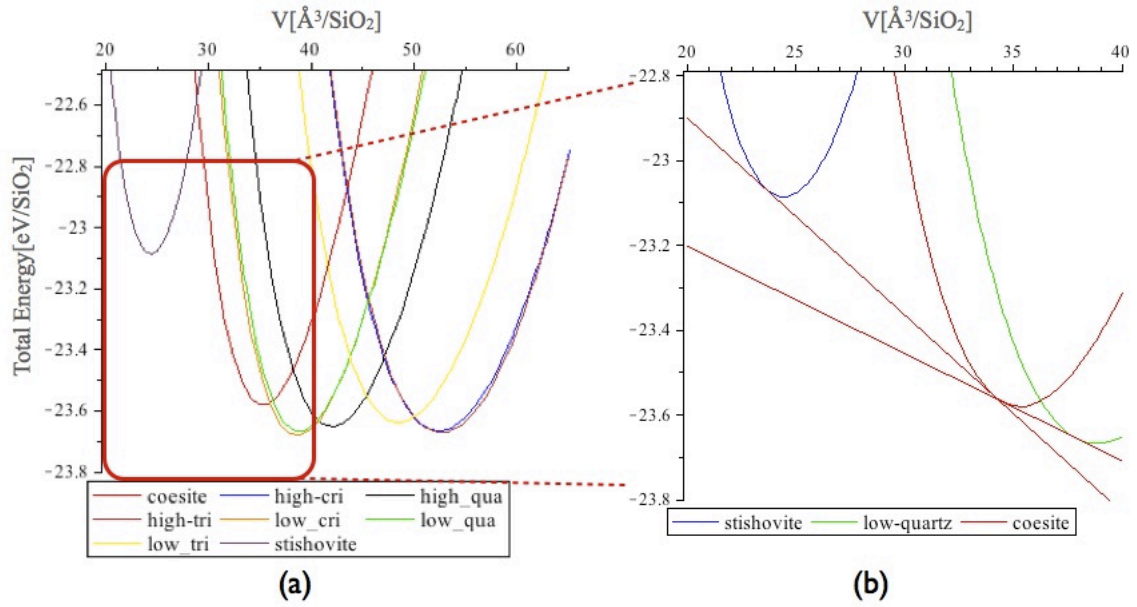 V[Å³/SiO₂]
20 30 40 50 60
Total Energy[eV/SiO₂]
−22.6
−22.8
−23
−23.2
−23.4
−23.6
−23.8
coesite high-cri high_qua
high-tri low_cri low_qua
low_tri stishovite
(a)
V[Å³/SiO₂]
20 25 30 35 40
−22.8
−23
−23.2
−23.4
−23.6
−23.8
stishovite low-quartz coesite
(b)